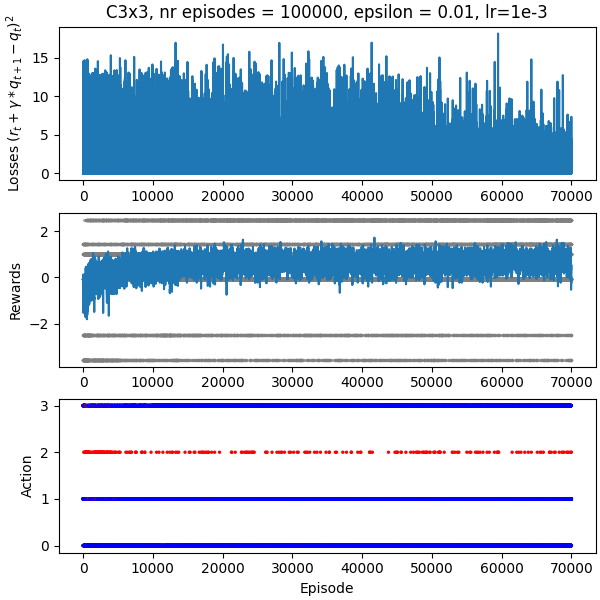 C3x3, nr episodes = 100000, epsilon = 0.01, lr=1e-3
Losses $(r_t + \gamma * q_{t+1} - q_t)^2$
15
10
5
0
0 10000 20000 30000 40000 50000 60000 70000
Rewards
2
0
−2
0 10000 20000 30000 40000 50000 60000 70000
Action
3
2
1
0
0 10000 20000 30000 40000 50000 60000 70000
Episode